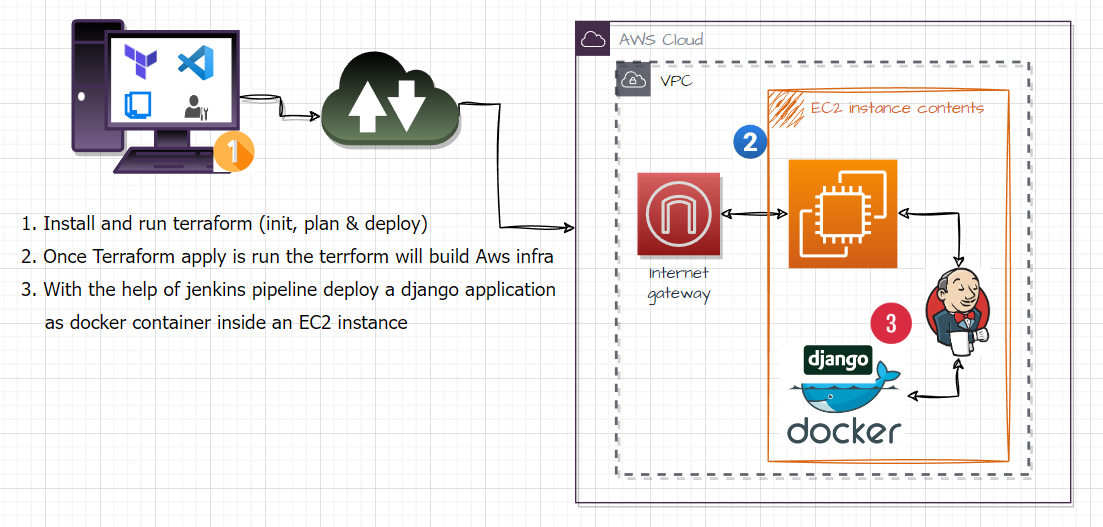 1
AWS Cloud
VPC
EC2 instance contents
2
1. Install and run terraform (init, plan & deploy)
2. Once Terraform apply is run the terrform will build Aws infra
3. With the help of jenkins pipeline deploy a django application
as docker container inside an EC2 instance
Internet
gateway
3
django
docker